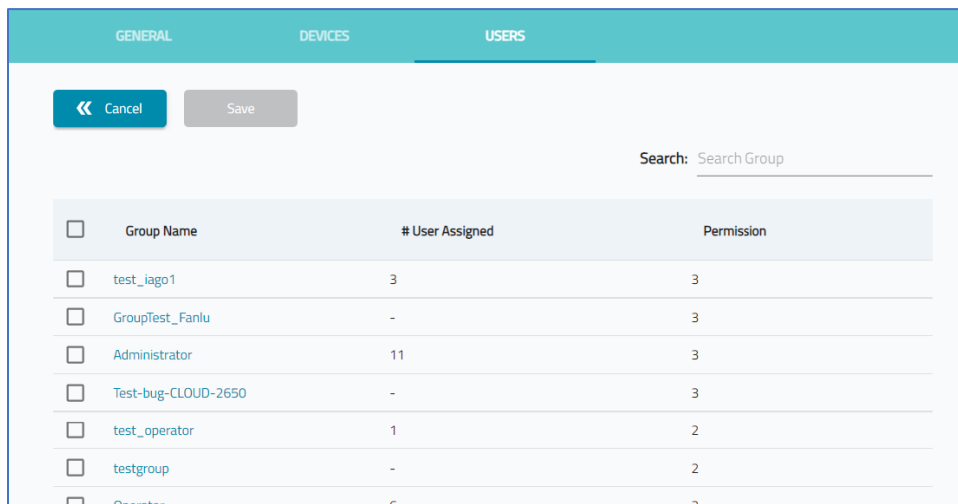 GENERAL DEVICES USERS
Cancel Save
Search: Search Group
Group Name # User Assigned Permission
test_iago1 3 3
GroupTest_Fanlu - 3
Administrator 11 3
Test-bug-CLOUD-2650 - 3
test_operator 1 2
testgroup - 2
Operator